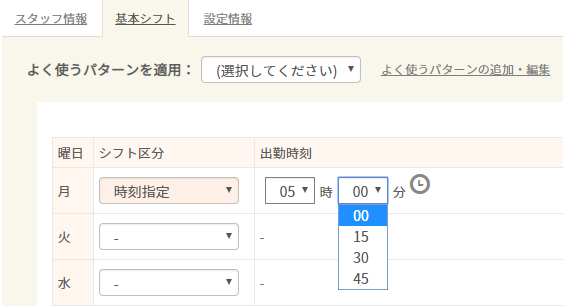 スタッフ情報 基本シフト 設定情報
よく使うパターンを適用： (選択してください) よく使うパターンの追加・編集
曜日 シフト区分 出勤時刻
月 時刻指定 05 時 00 分
00
15
火 - -
30
45
水 - -